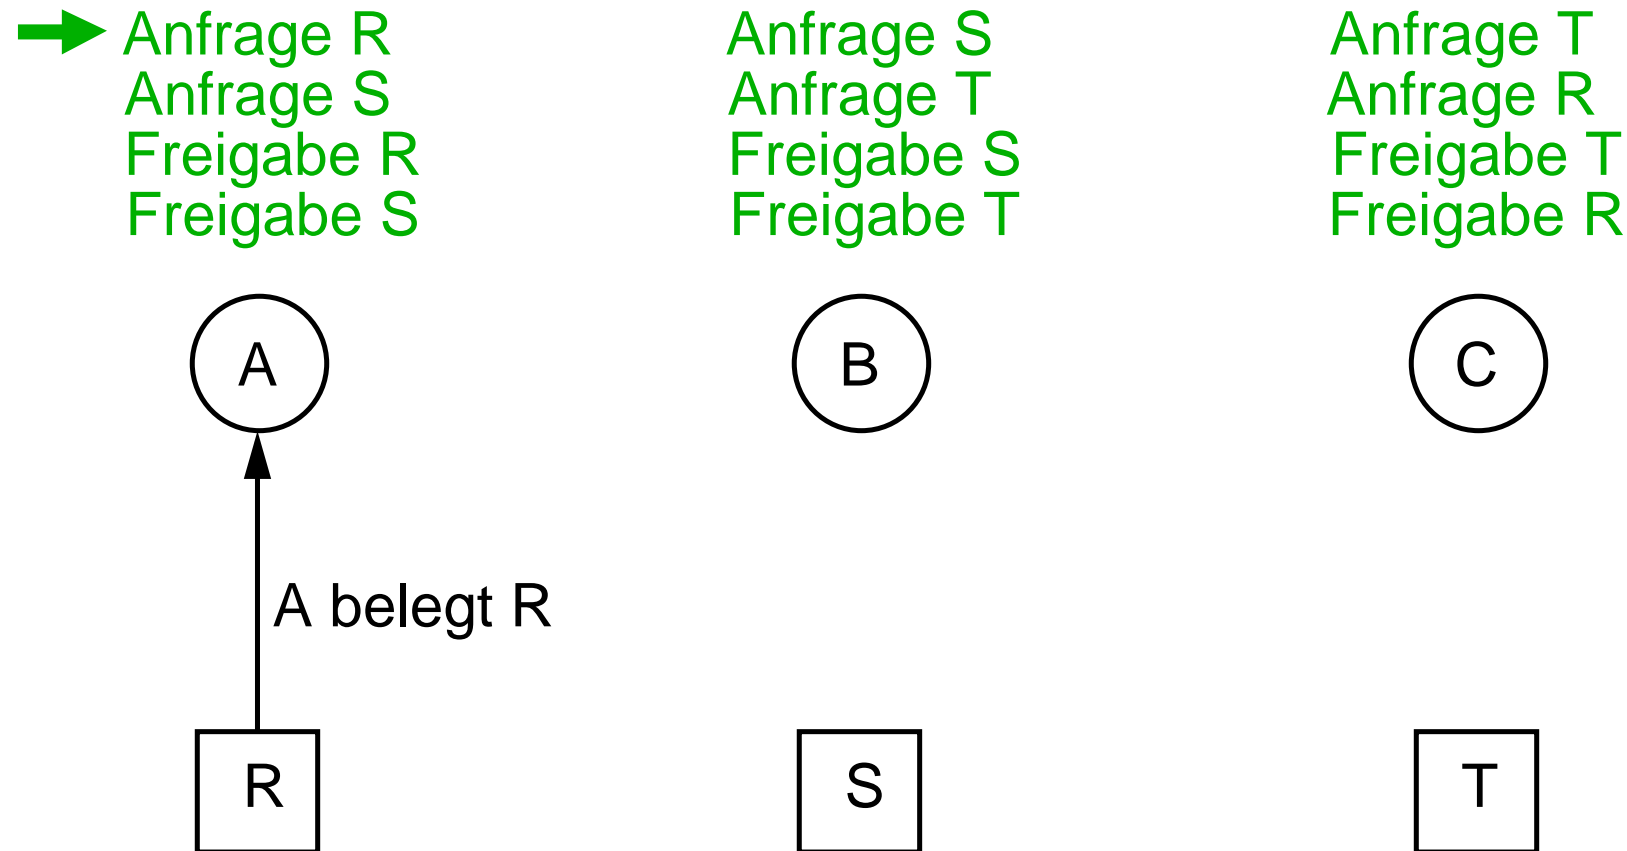 Anfrage R
Anfrage S
Freigabe R
Freigabe S
Anfrage S
Anfrage T
Freigabe S
Freigabe T
Anfrage T
Anfrage R
Freigabe T
Freigabe R
A
B
C
A belegt R
R
S
T